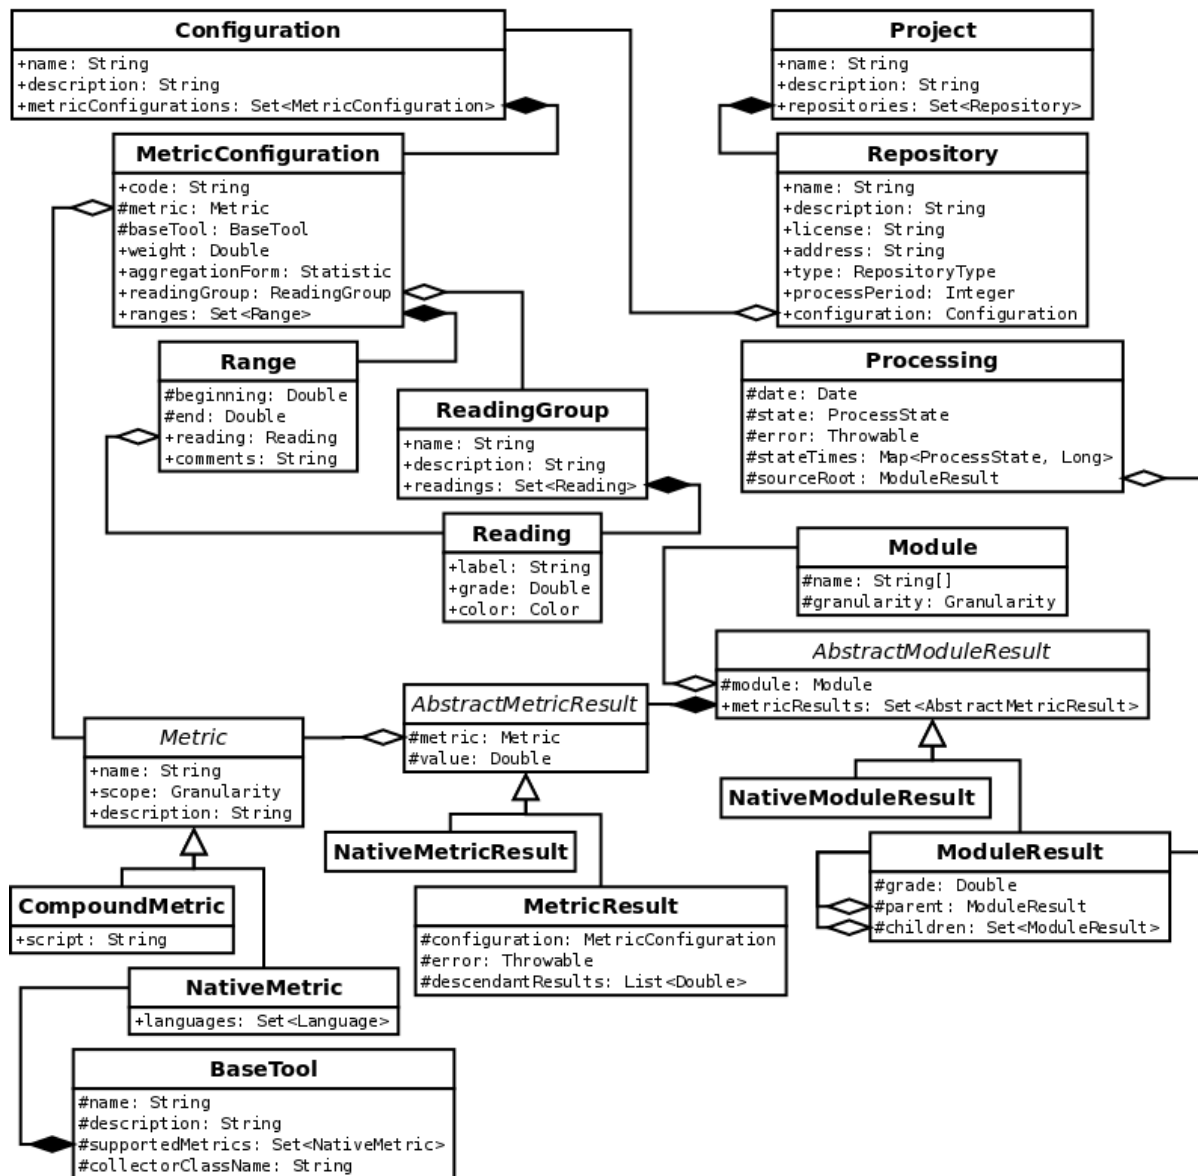 Configuration
+name: String
+description: String
+metricConfigurations: Set<MetricConfiguration>
Project
+name: String
+description: String
+repositories: Set<Repository>
MetricConfiguration
+code: String
#metric: Metric
#baseTool: BaseTool
+weight: Double
+aggregationForm: Statistic
+readingGroup: ReadingGroup
+ranges: Set<Range>
Repository
+name: String
+description: String
+license: String
+address: String
+type: RepositoryType
+processPeriod: Integer
+configuration: Configuration
Range
#beginning: Double
#end: Double
+reading: Reading
+comments: String
ReadingGroup
+name: String
+description: String
+readings: Set<Reading>
Processing
#date: Date
#state: ProcessState
#error: Throwable
#stateTimes: Map<ProcessState, Long>
#sourceRoot: ModuleResult
Reading
+label: String
+grade: Double
+color: Color
Module
#name: String[]
#granularity: Granularity
AbstractModuleResult
#module: Module
+metricResults: Set<AbstractMetricResult>
AbstractMetricResult
#metric: Metric
#value: Double
Metric
+name: String
+scope: Granularity
+description: String
NativeModuleResult
NativeMetricResult
ModuleResult
#grade: Double
#parent: ModuleResult
#children: Set<ModuleResult>
CompoundMetric
+script: String
MetricResult
#configuration: MetricConfiguration
#error: Throwable
#descendantResults: List<Double>
NativeMetric
+languages: Set<Language>
BaseTool
#name: String
#description: String
#supportedMetrics: Set<NativeMetric>
#collectorClassName: String